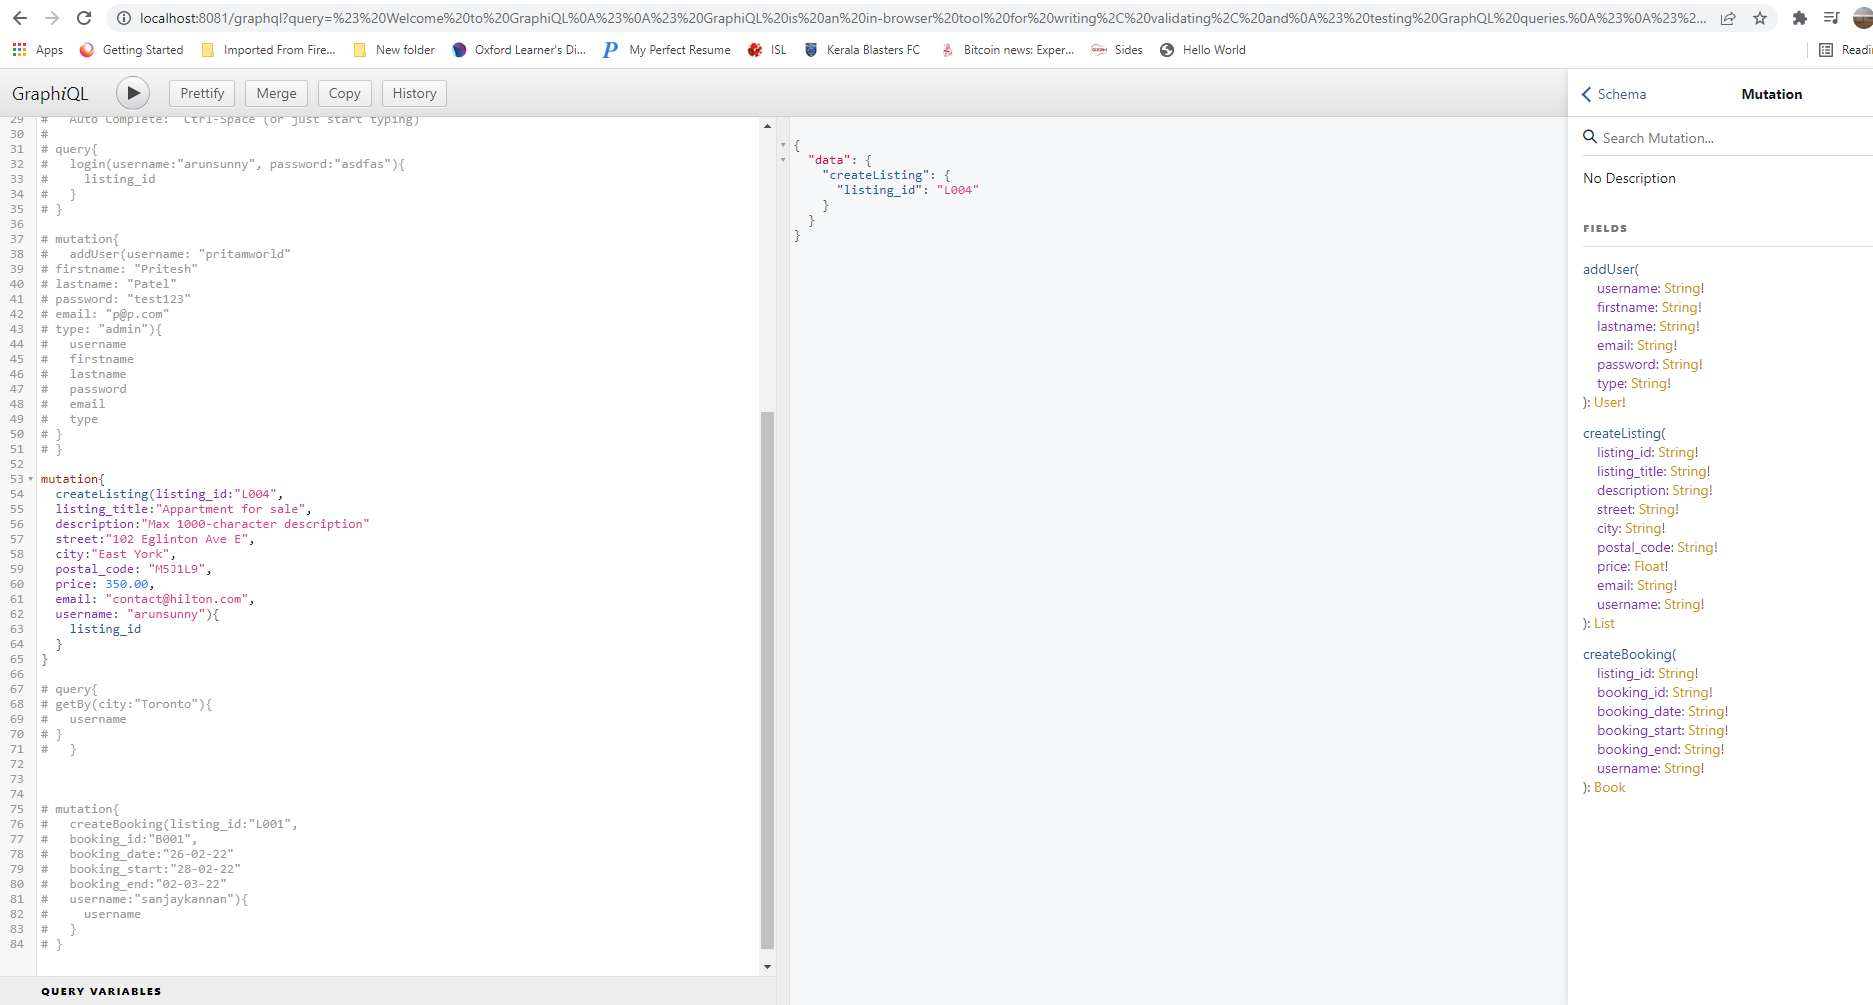 localhost:8081/graphql?query=%23%20Welcome%20to%20GraphiQL%0A%23%0A%23%20GraphiQL%20is%20an%20in-browser%20tool%20for%20writing%2C%20validating%2C%20and%0A%23%20testing%20GraphQL%20queries.%0A%23%0A%23%2...
Apps Getting Started Imported From Fire... New folder Oxford Learner's Di... My Perfect Resume ISL Kerala Blasters FC Bitcoin news: Exper... Sides Hello World Readi
GraphiQL Prettify Merge Copy History
29 #   Auto Complete:  Ctrl-Space (or just start typing)
30 #
31 # query{
32 #   login(username:"arunsunny", password:"asdfas"){
33 #     listing_id
34 #   }
35 # }
36
37 # mutation{
38 #   addUser(username: "pritamworld"
39 # firstname: "Pritesh"
40 # lastname: "Patel"
41 # password: "test123"
42 # email: "p@p.com"
43 # type: "admin"){
44 #   username
45 #   firstname
46 #   lastname
47 #   password
48 #   email
49 #   type
50 # }
51 # }
52
53 mutation{
54   createListing(listing_id:"L004",
55   listing_title:"Appartment for sale",
56   description:"Max 1000-character description"
57   street:"102 Eglinton Ave E",
58   city:"East York",
59   postal_code: "M5J1L9",
60   price: 350.00,
61   email: "contact@hilton.com",
62   username: "arunsunny"){
63     listing_id
64   }
65 }
66
67 # query{
68 # getBy(city:"Toronto"){
69 #   username
70 # }
71 #   }
72
73
74
75 # mutation{
76 #   createBooking(listing_id:"L001",
77 #   booking_id:"B001",
78 #   booking_date:"26-02-22"
79 #   booking_start:"28-02-22"
80 #   booking_end:"02-03-22"
81 #   username:"sanjaykannan"){
82 #     username
83 #   }
84 # }
QUERY VARIABLES
{
  "data": {
    "createListing": {
      "listing_id": "L004"
    }
  }
}
Schema Mutation
Search Mutation...
No Description
FIELDS
addUser(
username: String!
firstname: String!
lastname: String!
email: String!
password: String!
type: String!
): User!
createListing(
listing_id: String!
listing_title: String!
description: String!
street: String!
city: String!
postal_code: String!
price: Float!
email: String!
username: String!
): List
createBooking(
listing_id: String!
booking_id: String!
booking_date: String!
booking_start: String!
booking_end: String!
username: String!
): Book